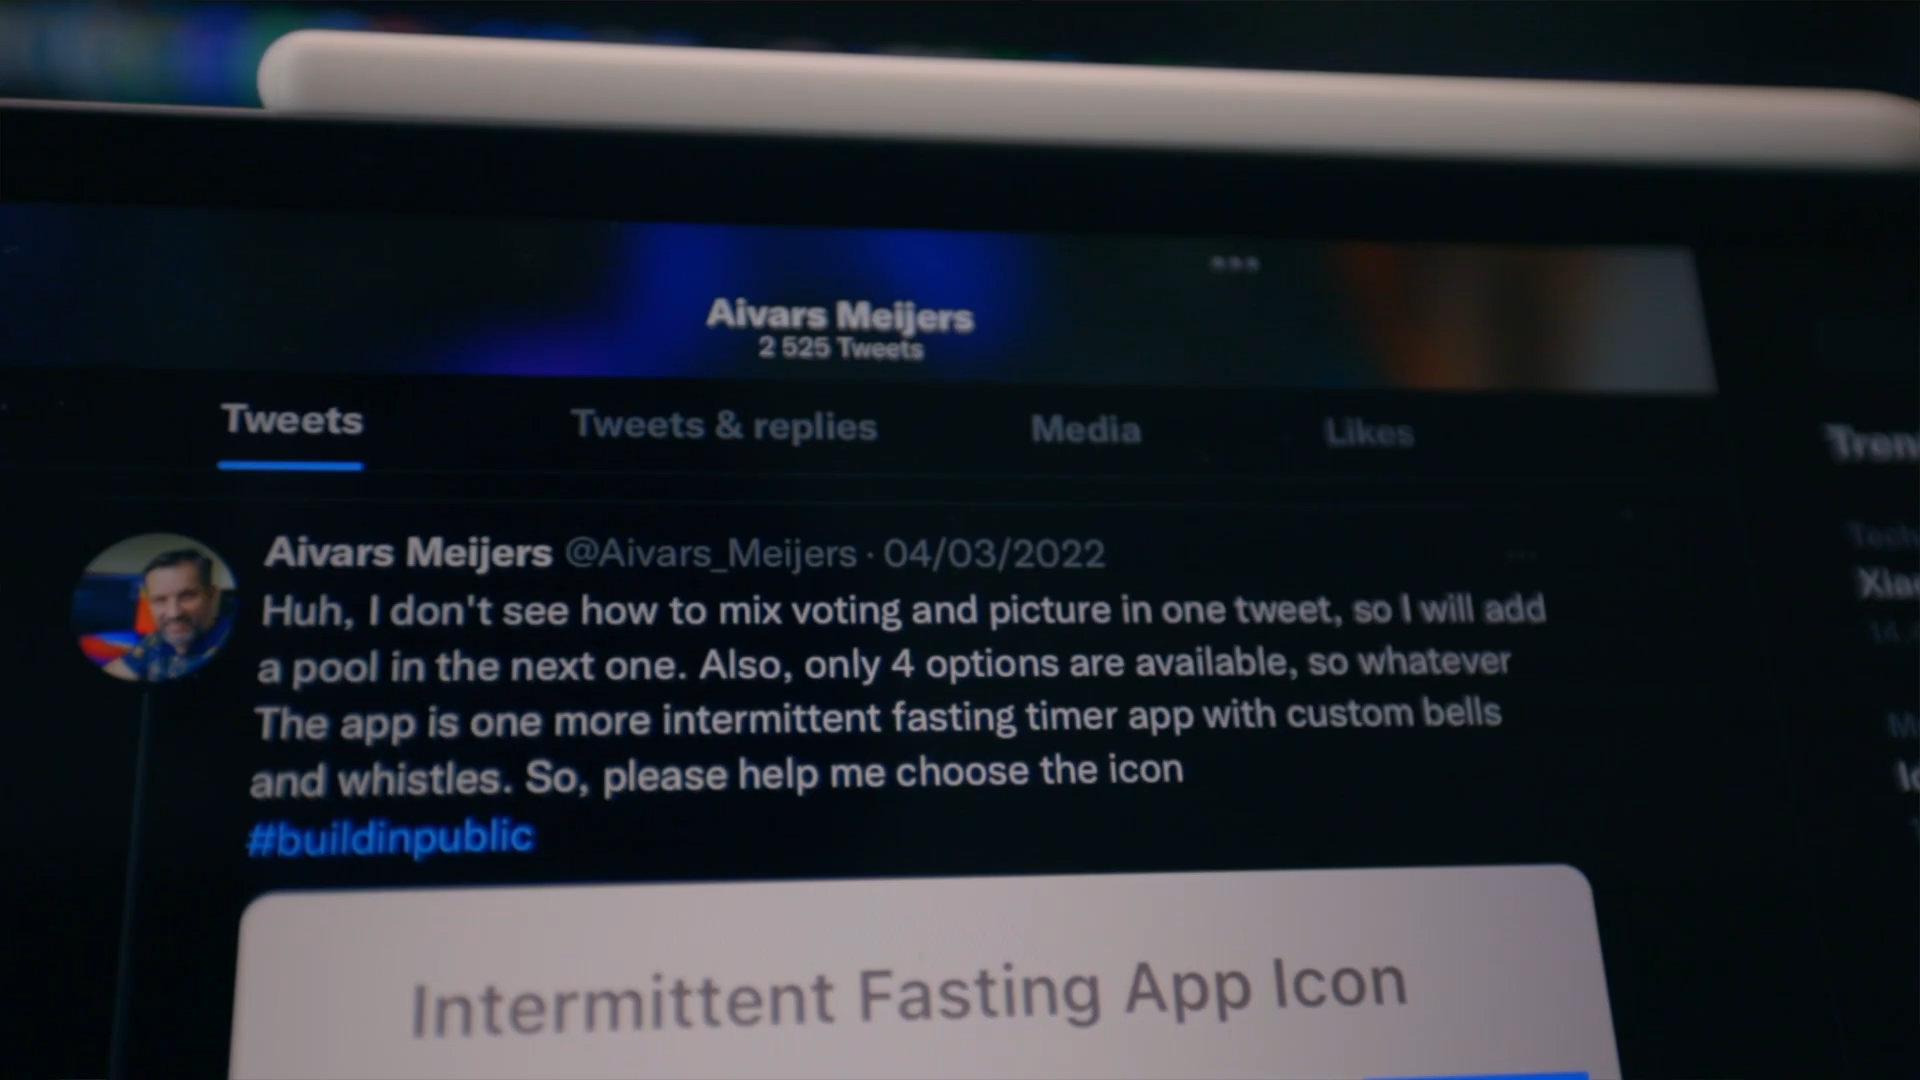 Aivars Meijers
2 525 Tweets
Tweets
Tweets & replies
Media
Likes
Aivars Meijers @Aivars_Meijers · 04/03/2022
Huh, I don't see how to mix voting and picture in one tweet, so I will add
a pool in the next one. Also, only 4 options are available, so whatever
The app is one more intermittent fasting timer app with custom bells
and whistles. So, please help me choose the icon
#buildinpublic
Intermittent Fasting App Icon